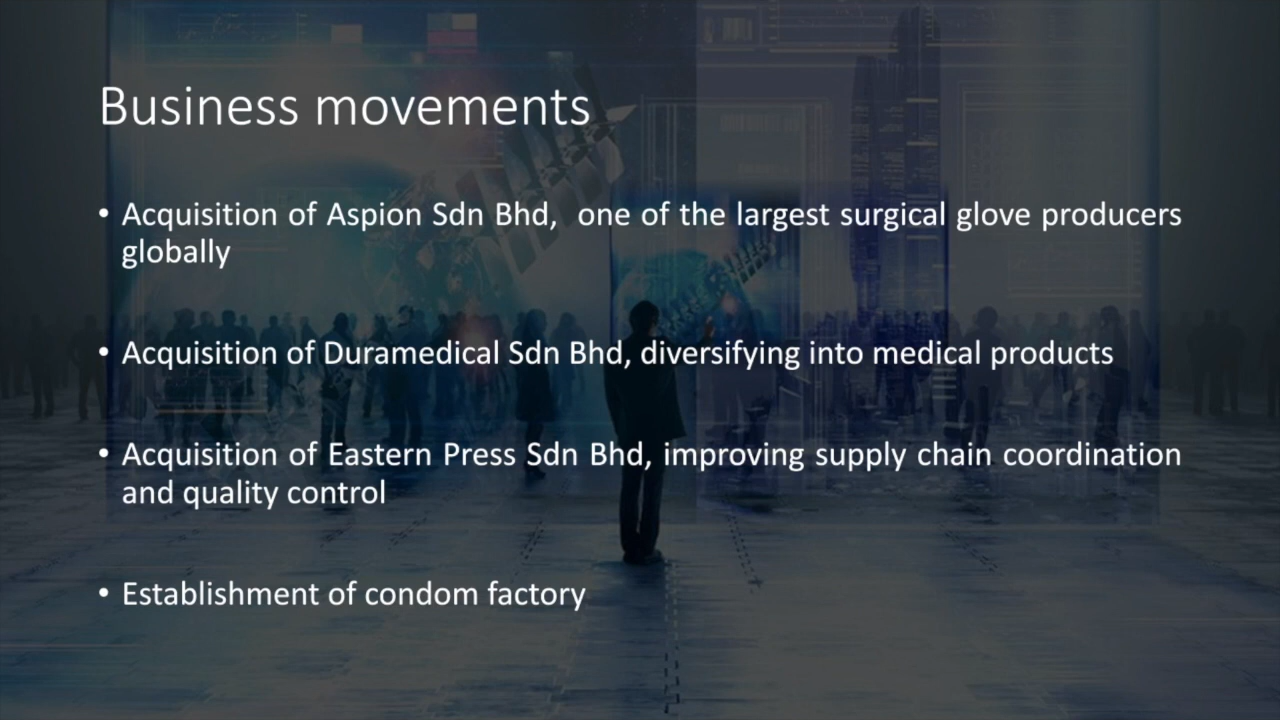 Business movements
• Acquisition of Aspion Sdn Bhd,  one of the largest surgical glove producers
globally
• Acquisition of Duramedical Sdn Bhd, diversifying into medical products
• Acquisition of Eastern Press Sdn Bhd, improving supply chain coordination
and quality control
• Establishment of condom factory